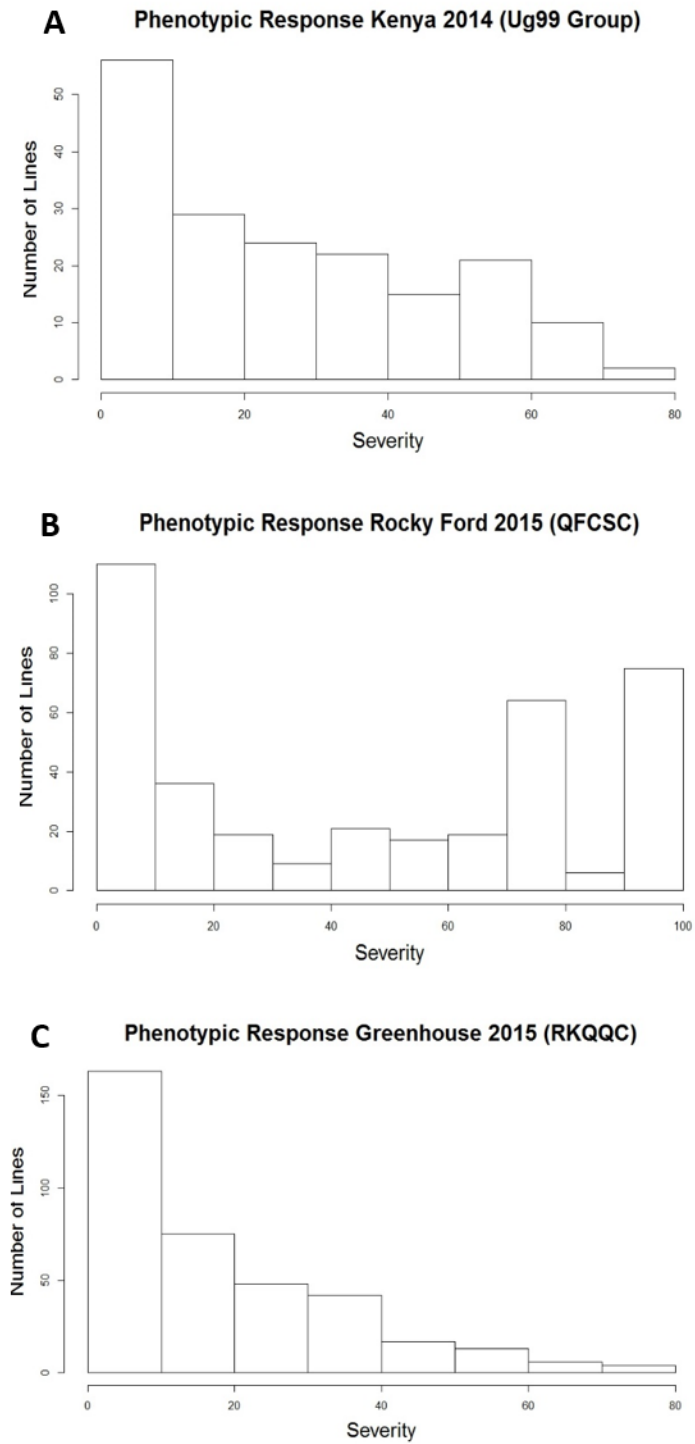 A
Phenotypic Response Kenya 2014 (Ug99 Group)
50
40
30
20
10
0
Number of Lines
0 20 40 60 80
Severity
B
Phenotypic Response Rocky Ford 2015 (QFCSC)
100
80
60
40
20
0
Number of Lines
0 20 40 60 80 100
Severity
C
Phenotypic Response Greenhouse 2015 (RKQQC)
150
100
50
0
Number of Lines
0 20 40 60 80
Severity